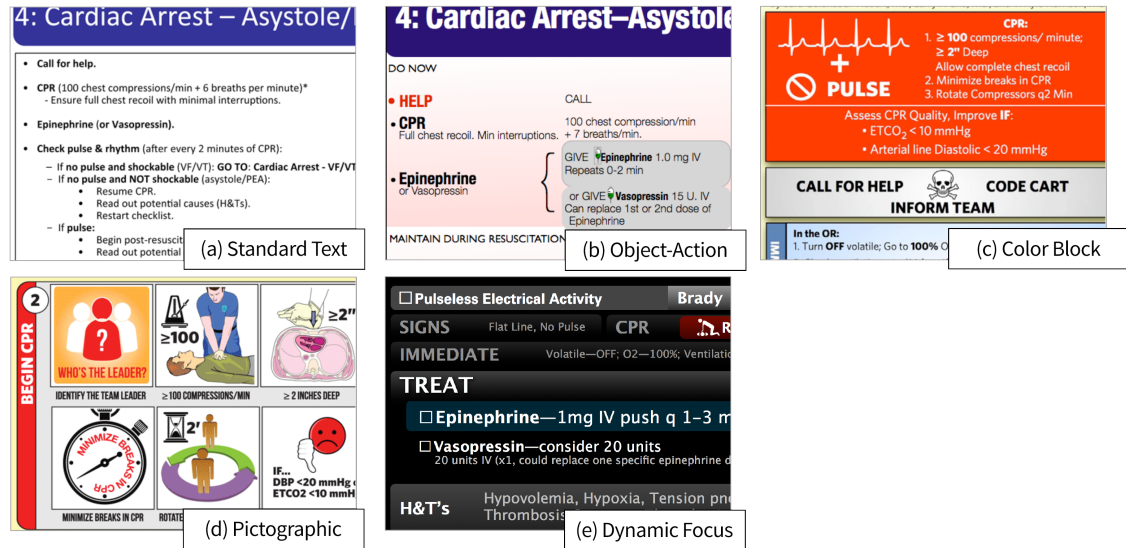 4: Cardiac Arrest – Asystole/
• Call for help.
• CPR (100 chest compressions/min + 6 breaths per minute)*
- Ensure full chest recoil with minimal interruptions.
• Epinephrine (or Vasopressin).
• Check pulse & rhythm (after every 2 minutes of CPR):
– If no pulse and shockable (VF/VT): GO TO: Cardiac Arrest - VF/VT
– If no pulse and NOT shockable (asystole/PEA):
• Resume CPR.
• Read out potential causes (H&Ts).
• Restart checklist.
– If pulse:
• Begin post-resuscit
• Read out potential
(a) Standard Text
4: Cardiac Arrest–Asystole
DO NOW
• HELP CALL
• CPR 100 chest compression/min
Full chest recoil. Min interruptions. + 7 breaths/min.
GIVE Epinephrine 1.0 mg IV
Repeats 0-2 min
• Epinephrine
or Vasopressin
or GIVE Vasopressin 15 U. IV
Can replace 1st or 2nd dose of
Epinephrine
MAINTAIN DURING RESUSCITATION
(b) Object-Action
+
PULSE
CPR:
1. ≥ 100 compressions/ minute;
≥ 2" Deep
Allow complete chest recoil
2. Minimize breaks in CPR
3. Rotate Compressors q2 Min
Assess CPR Quality, Improve IF:
• ETCO2 < 10 mmHg
• Arterial line Diastolic < 20 mmHg
CALL FOR HELP CODE CART
INFORM TEAM
IM
In the OR:
1. Turn OFF volatile; Go to 100% O
(c) Color Block
2
BEGIN CPR
?
WHO'S THE LEADER?
IDENTIFY THE TEAM LEADER
≥100
≥100 COMPRESSIONS/MIN
≥2"
≥ 2 INCHES DEEP
MINIMIZE BREAKS IN CPR
MINIMIZE BREAKS IN CPR
2'
ROTATE
IF...
DBP <20 mmHg
ETCO2 <10 mmH
(d) Pictographic
Pulseless Electrical Activity Brady
SIGNS Flat Line, No Pulse CPR R
IMMEDIATE Volatile—OFF; O2—100%; Ventilatio
TREAT
Epinephrine—1mg IV push q 1–3 m
Vasopressin—consider 20 units
20 units IV (x1, could replace one specific epinephrine d
H&T's Hypovolemia, Hypoxia, Tension pne
Thrombosis
(e) Dynamic Focus